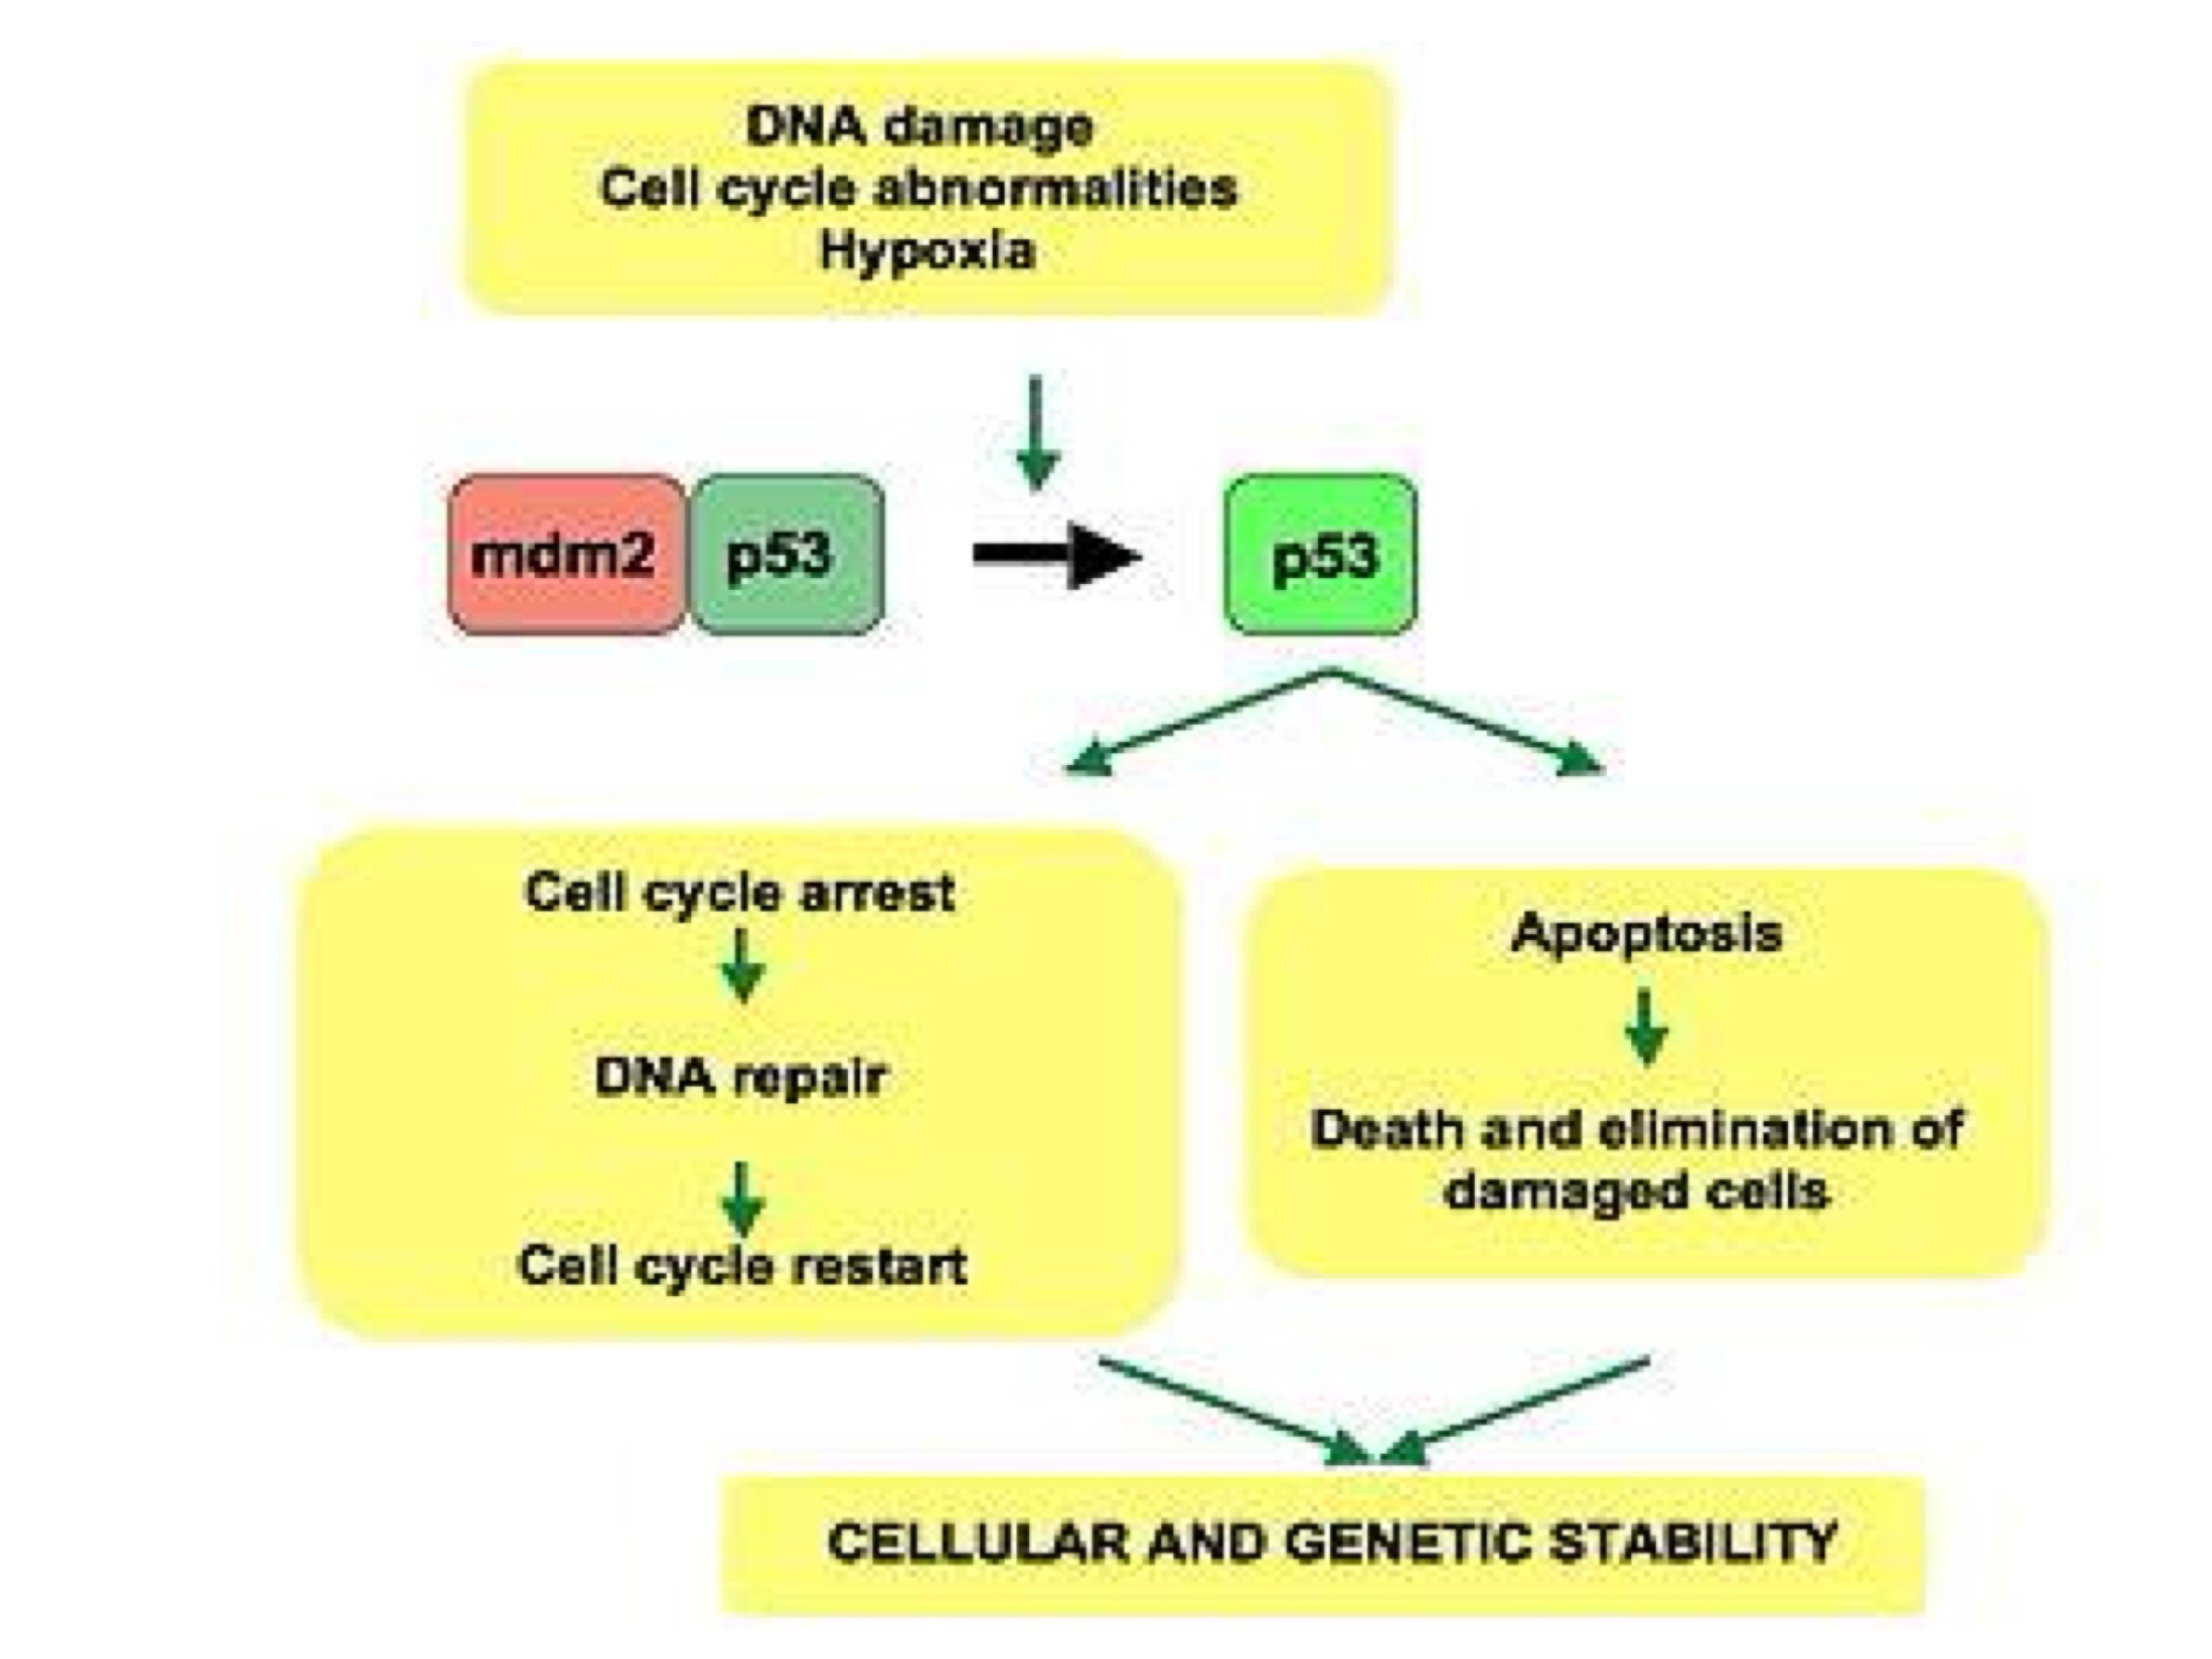 DNA damage
Cell cycle abnormalities
Hypoxia
mdm2
p53
p53
Cell cycle arrest
DNA repair
Cell cycle restart
Apoptosis
Death and elimination of
damaged cells
CELLULAR AND GENETIC STABILITY